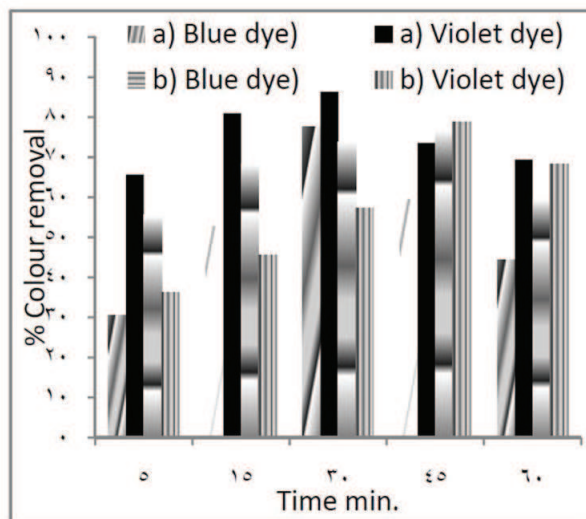 a) Blue dye) a) Violet dye)
b) Blue dye) b) Violet dye)
% Colour removal
١٠٠
٩٠
٨٠
٧٠
٦٠
٥٠
٤٠
٣٠
٢٠
١٠
٠
٥ ١٥ ٣٠ ٤٥ ٦٠
Time min.